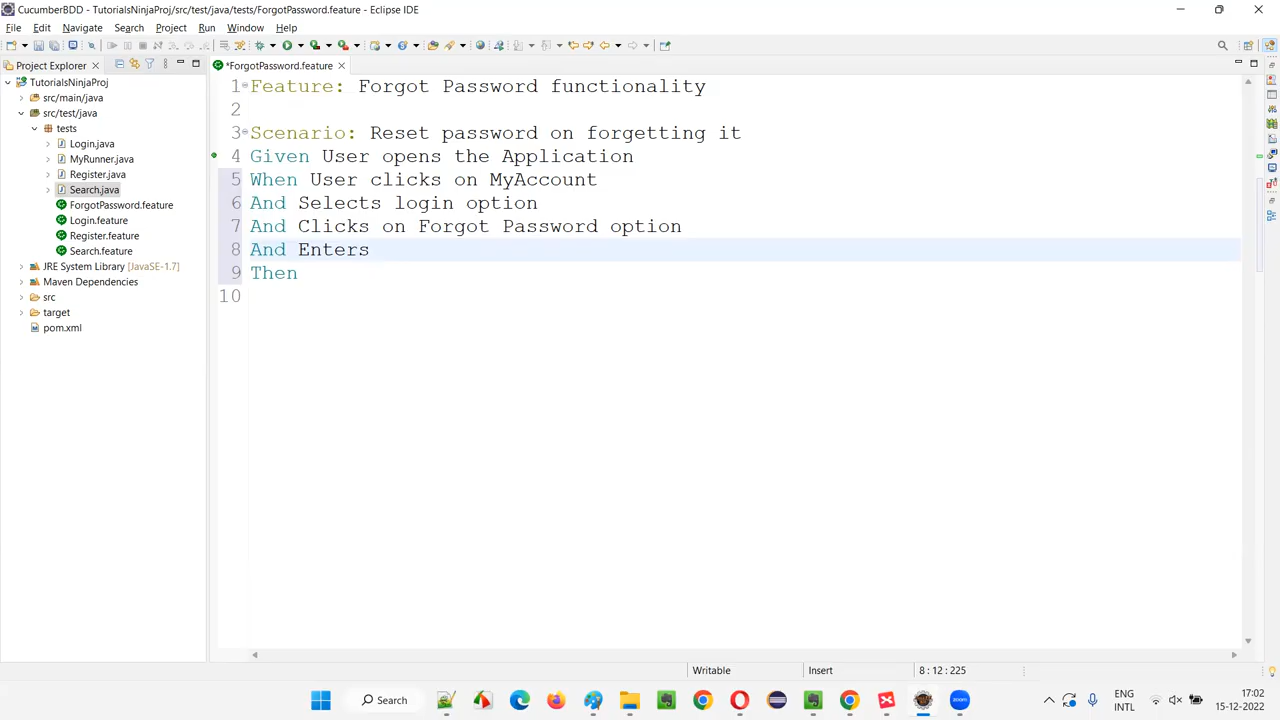 CucumberBDD - TutorialsNinjaProj/src/test/java/tests/ForgotPassword.feature - Eclipse IDE
File Edit Navigate Search Project Run Window Help
Project Explorer
*ForgotPassword.feature
TutorialsNinjaProj
src/main/java
src/test/java
tests
Login.java
MyRunner.java
Register.java
Search.java
ForgotPassword.feature
Login.feature
Register.feature
Search.feature
JRE System Library [JavaSE-1.7]
Maven Dependencies
src
target
pom.xml
1 Feature: Forgot Password functionality
2
3 Scenario: Reset password on forgetting it
4 Given User opens the Application
5 When User clicks on MyAccount
6 And Selects login option
7 And Clicks on Forgot Password option
8 And Enters
9 Then
10
Writable Insert 8 : 12 : 225
Search
ENG
INTL
17:02
15-12-2022